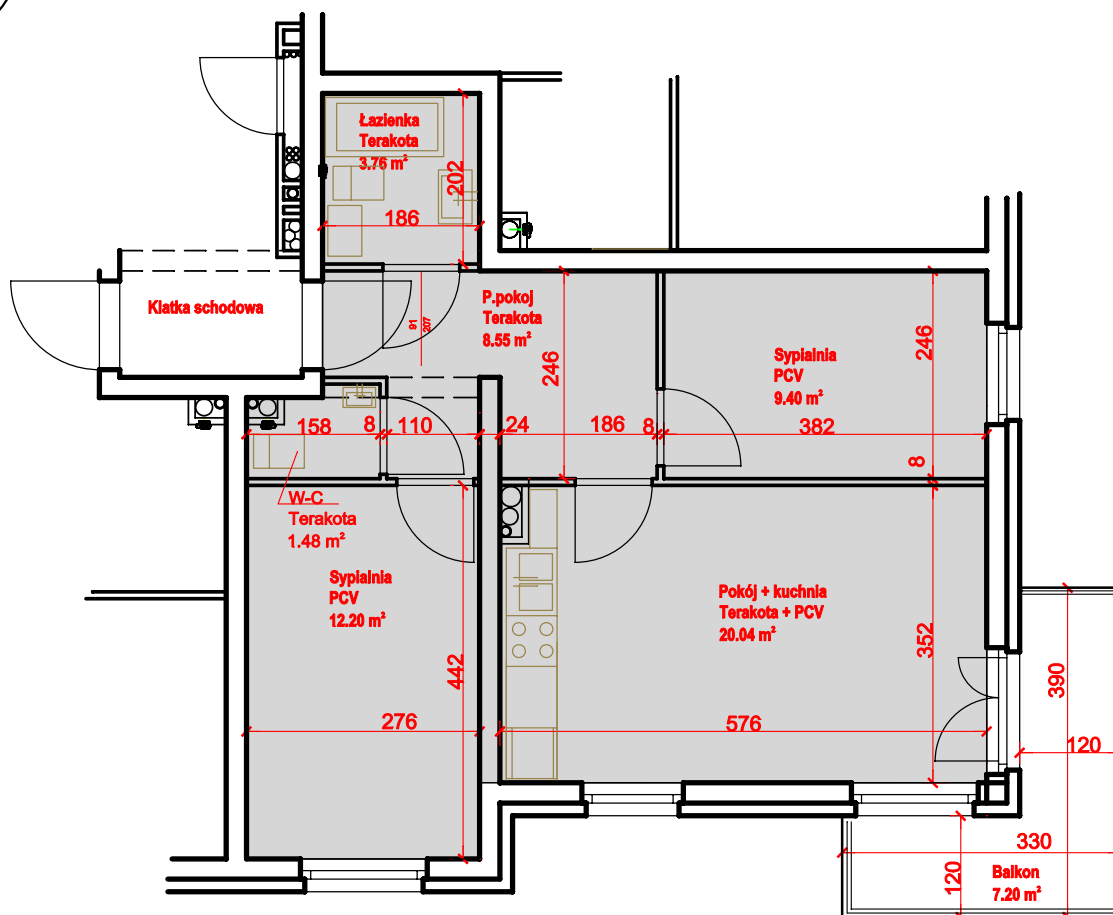 Łazienka
Terakota
3.76 m²
202
186
Klatka schodowa
P.pokoj
Terakota
8.55 m²
91
207
246
Sypialnia
PCV
9.40 m²
246
158
8
110
24
186
8
382
8
W-C
Terakota
1.48 m²
Sypialnia
PCV
12.20 m²
442
276
Pokój + kuchnia
Terakota + PCV
20.04 m²
352
576
390
120
330
120
Balkon
7.20 m²